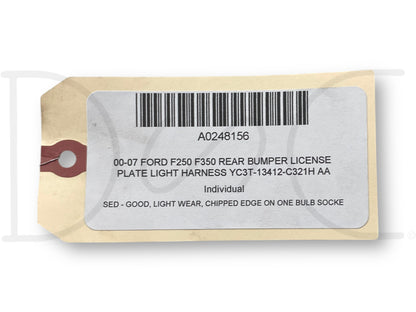 A0248156
00-07 FORD F250 F350 REAR BUMPER LICENSE
PLATE LIGHT HARNESS YC3T-13412-C321H AA
Individual
SED - GOOD, LIGHT WEAR, CHIPPED EDGE ON ONE BULB SOCKE